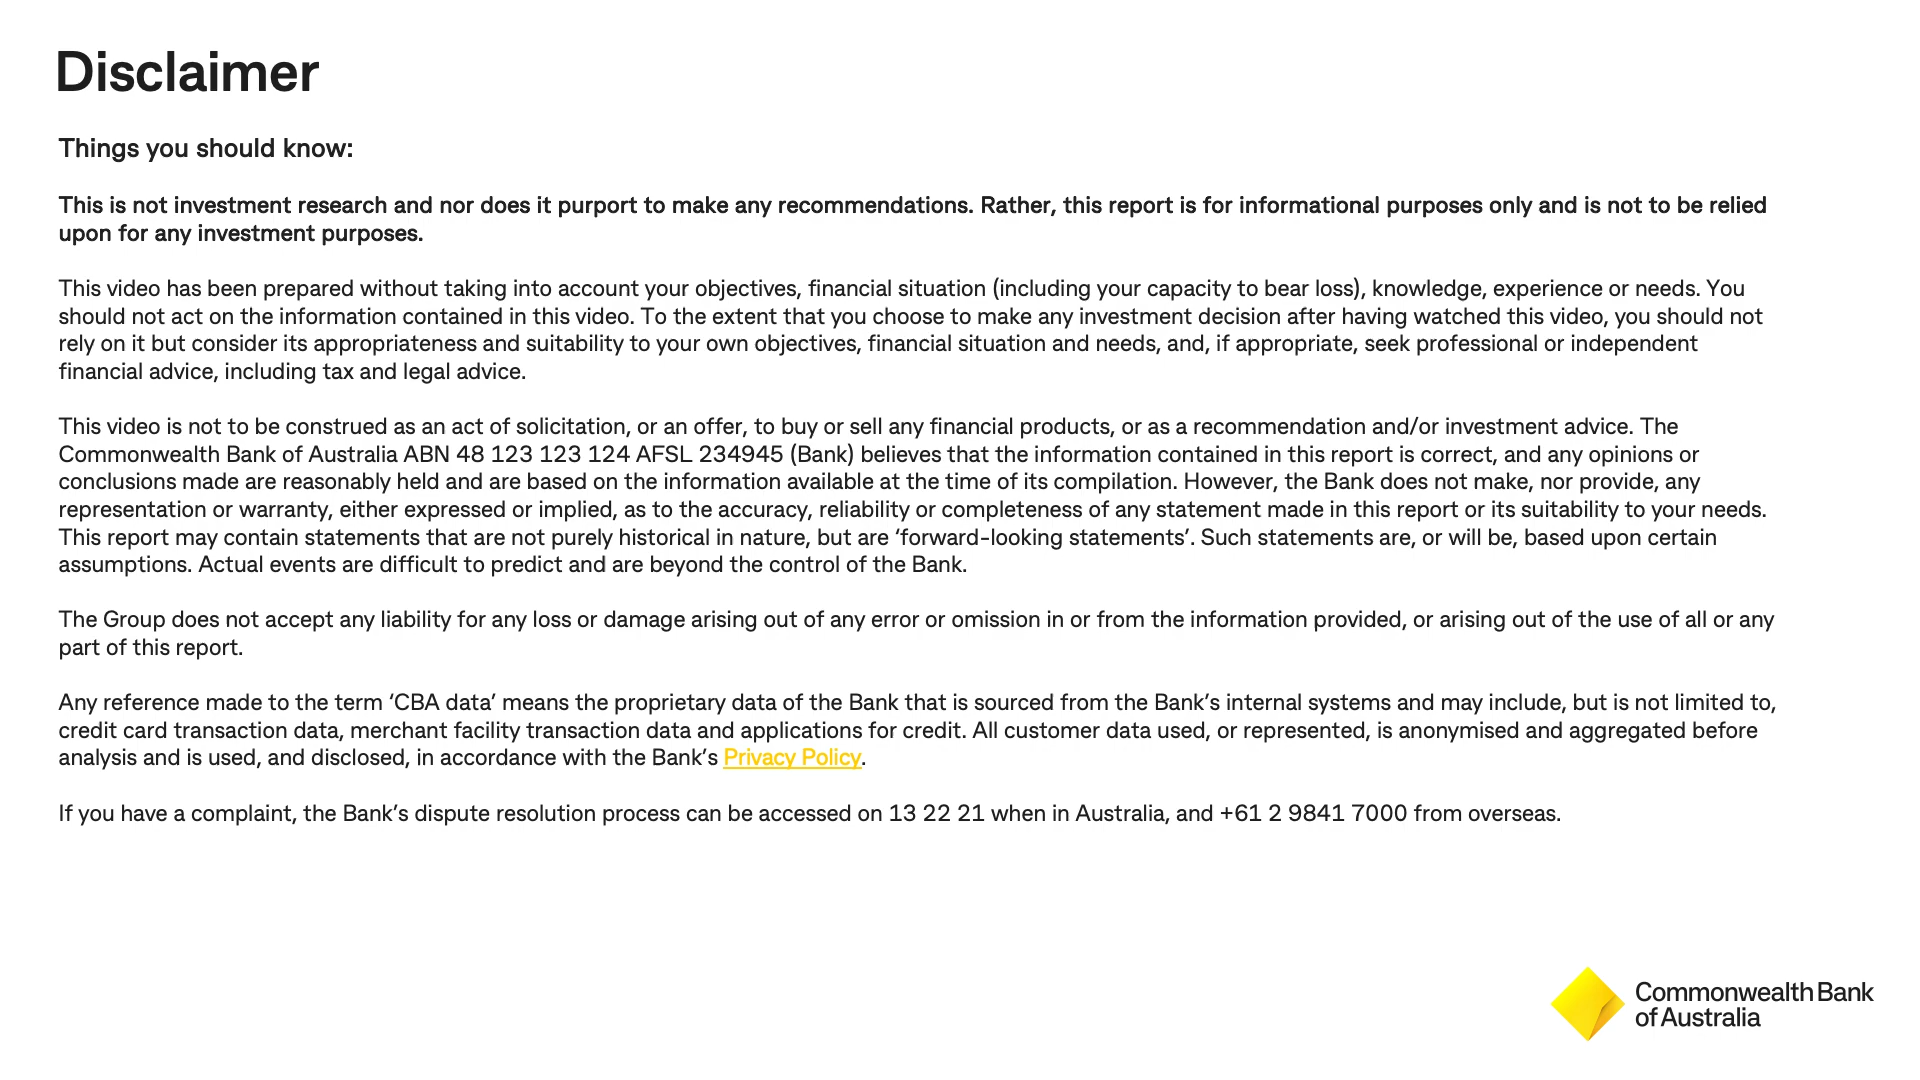 Disclaimer
Things you should know:
This is not investment research and nor does it purport to make any recommendations. Rather, this report is for informational purposes only and is not to be relied
upon for any investment purposes.
This video has been prepared without taking into account your objectives, financial situation (including your capacity to bear loss), knowledge, experience or needs. You
should not act on the information contained in this video. To the extent that you choose to make any investment decision after having watched this video, you should not
rely on it but consider its appropriateness and suitability to your own objectives, financial situation and needs, and, if appropriate, seek professional or independent
financial advice, including tax and legal advice.
This video is not to be construed as an act of solicitation, or an offer, to buy or sell any financial products, or as a recommendation and/or investment advice. The
Commonwealth Bank of Australia ABN 48 123 123 124 AFSL 234945 (Bank) believes that the information contained in this report is correct, and any opinions or
conclusions made are reasonably held and are based on the information available at the time of its compilation. However, the Bank does not make, nor provide, any
representation or warranty, either expressed or implied, as to the accuracy, reliability or completeness of any statement made in this report or its suitability to your needs.
This report may contain statements that are not purely historical in nature, but are ‘forward-looking statements’. Such statements are, or will be, based upon certain
assumptions. Actual events are difficult to predict and are beyond the control of the Bank.
The Group does not accept any liability for any loss or damage arising out of any error or omission in or from the information provided, or arising out of the use of all or any
part of this report.
Any reference made to the term ‘CBA data’ means the proprietary data of the Bank that is sourced from the Bank’s internal systems and may include, but is not limited to,
credit card transaction data, merchant facility transaction data and applications for credit. All customer data used, or represented, is anonymised and aggregated before
analysis and is used, and disclosed, in accordance with the Bank’s Privacy Policy.
If you have a complaint, the Bank’s dispute resolution process can be accessed on 13 22 21 when in Australia, and +61 2 9841 7000 from overseas.
Commonwealth Bank
of Australia